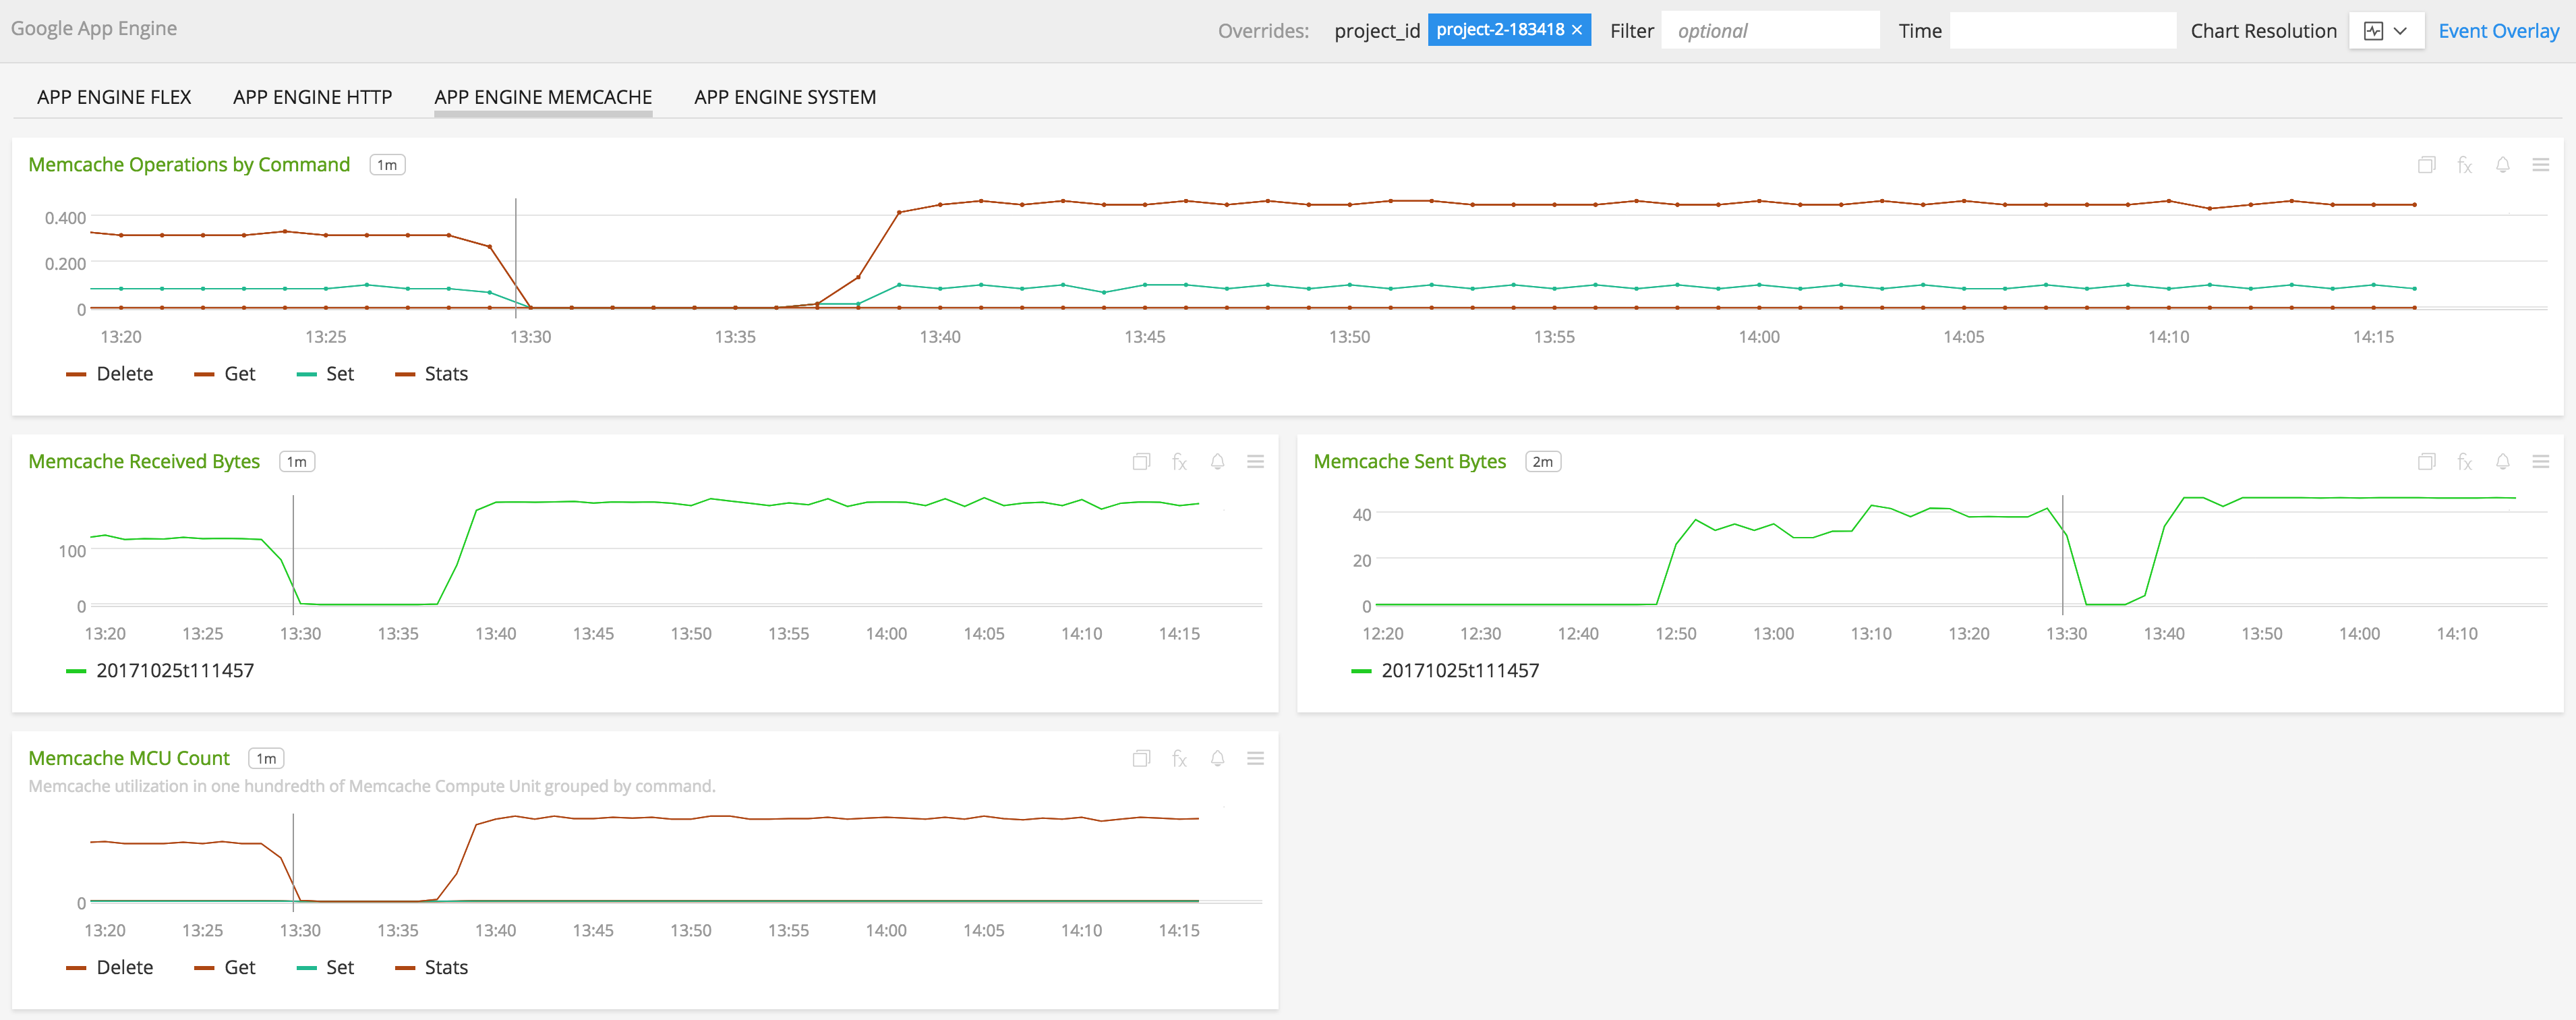 Google App Engine
Overrides: project_id project-2-183418 × Filter optional Time Chart Resolution Event Overlay
APP ENGINE FLEX APP ENGINE HTTP APP ENGINE MEMCACHE APP ENGINE SYSTEM
Memcache Operations by Command 1m
fx
0.400
0.200
0
13:20 13:25 13:30 13:35 13:40 13:45 13:50 13:55 14:00 14:05 14:10 14:15
Delete Get Set Stats
Memcache Received Bytes 1m
fx
100
0
13:20 13:25 13:30 13:35 13:40 13:45 13:50 13:55 14:00 14:05 14:10 14:15
20171025t111457
Memcache Sent Bytes 2m
fx
40
20
0
12:20 12:30 12:40 12:50 13:00 13:10 13:20 13:30 13:40 13:50 14:00 14:10
20171025t111457
Memcache MCU Count 1m
fx
Memcache utilization in one hundredth of Memcache Compute Unit grouped by command.
0
13:20 13:25 13:30 13:35 13:40 13:45 13:50 13:55 14:00 14:05 14:10 14:15
Delete Get Set Stats